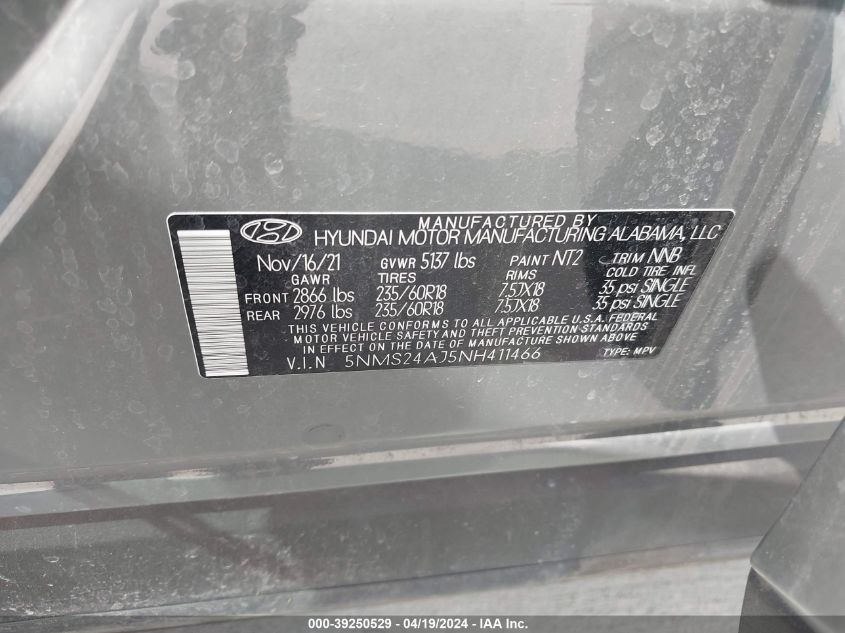 MANUFACTURED BY
HYUNDAI MOTOR MANUFACTURING ALABAMA, LLC
Nov/16/21 GVWR 5137 lbs PAINT NT2 TRIM NNB
GAWR TIRES RIMS COLD TIRE INFL
FRONT 2866 lbs 235/60R18 7.5JX18 35 psi SINGLE
REAR 2976 lbs 235/60R18 7.5JX18 35 psi SINGLE
THIS VEHICLE CONFORMS TO ALL APPLICABLE U.S.A. FEDERAL
MOTOR VEHICLE SAFETY AND THEFT PREVENTION STANDARDS
IN EFFECT ON THE DATE OF MANUFACTURE SHOWN ABOVE.
V.I.N 5NMS24AJ5NH411466 TYPE: MPV
000-39250529 - 04/19/2024 - IAA Inc.